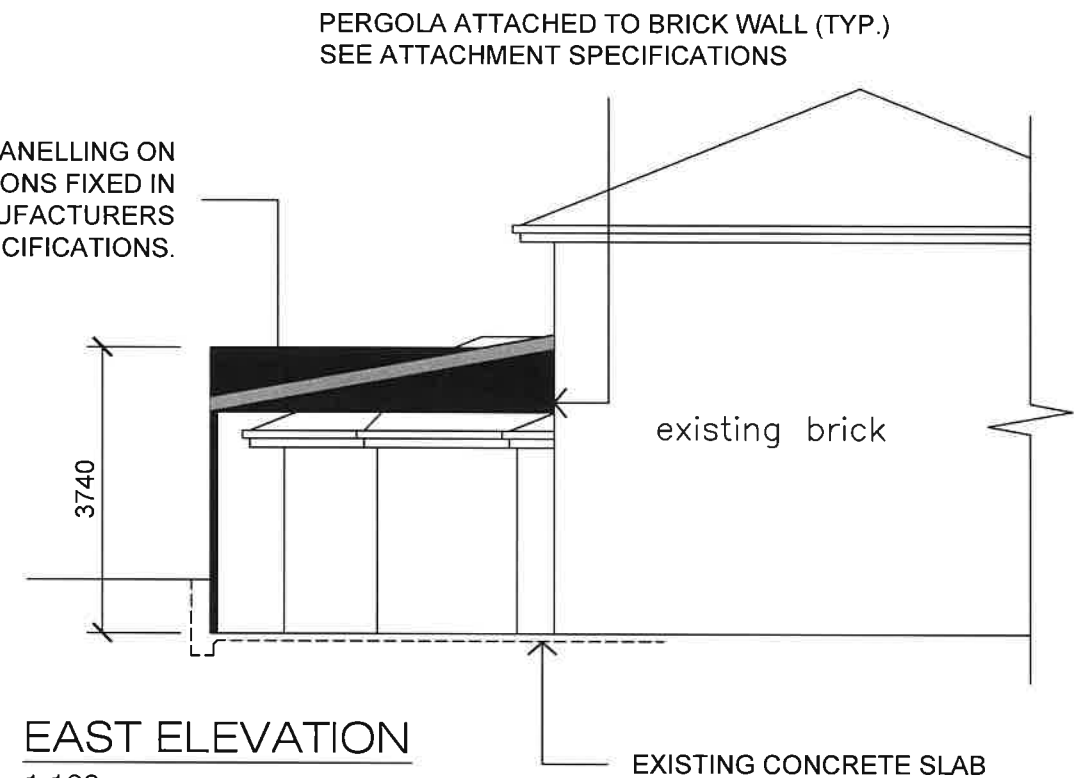 PERGOLA ATTACHED TO BRICK WALL (TYP.)
SEE ATTACHMENT SPECIFICATIONS
ANELLING ON
ONS FIXED IN
UFACTURERS
CIFICATIONS.
existing brick
3740
EAST ELEVATION
EXISTING CONCRETE SLAB